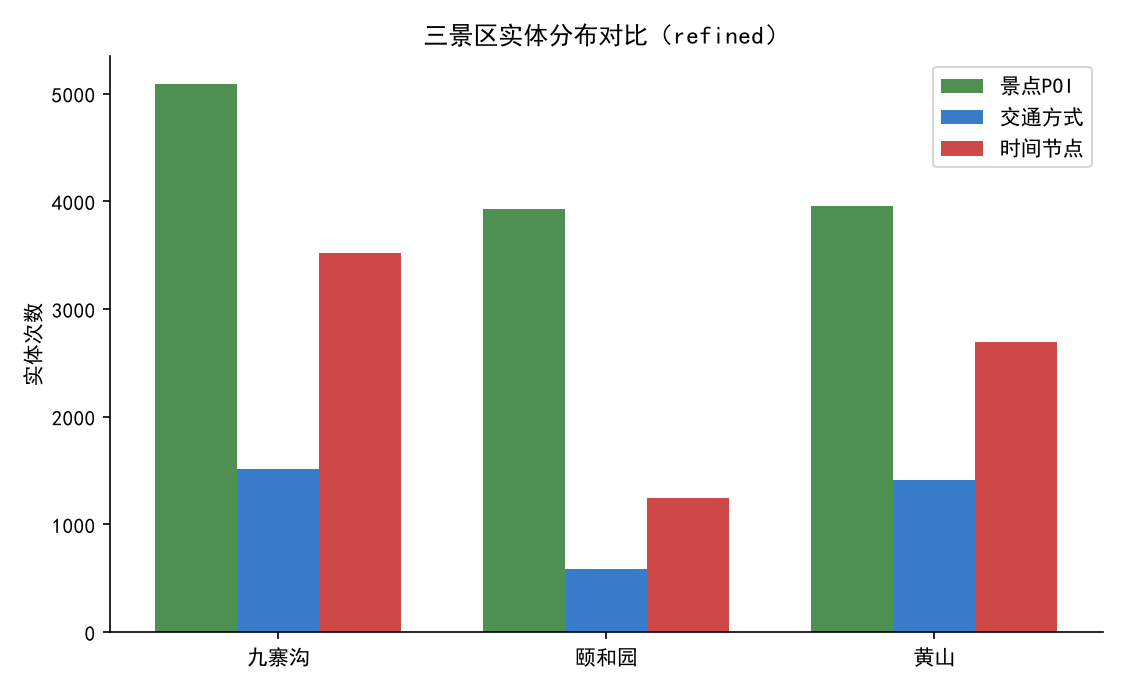 三景区实体分布对比（refined）
景点POI
交通方式
时间节点
实体次数
5000
4000
3000
2000
1000
0
九寨沟
颐和园
黄山